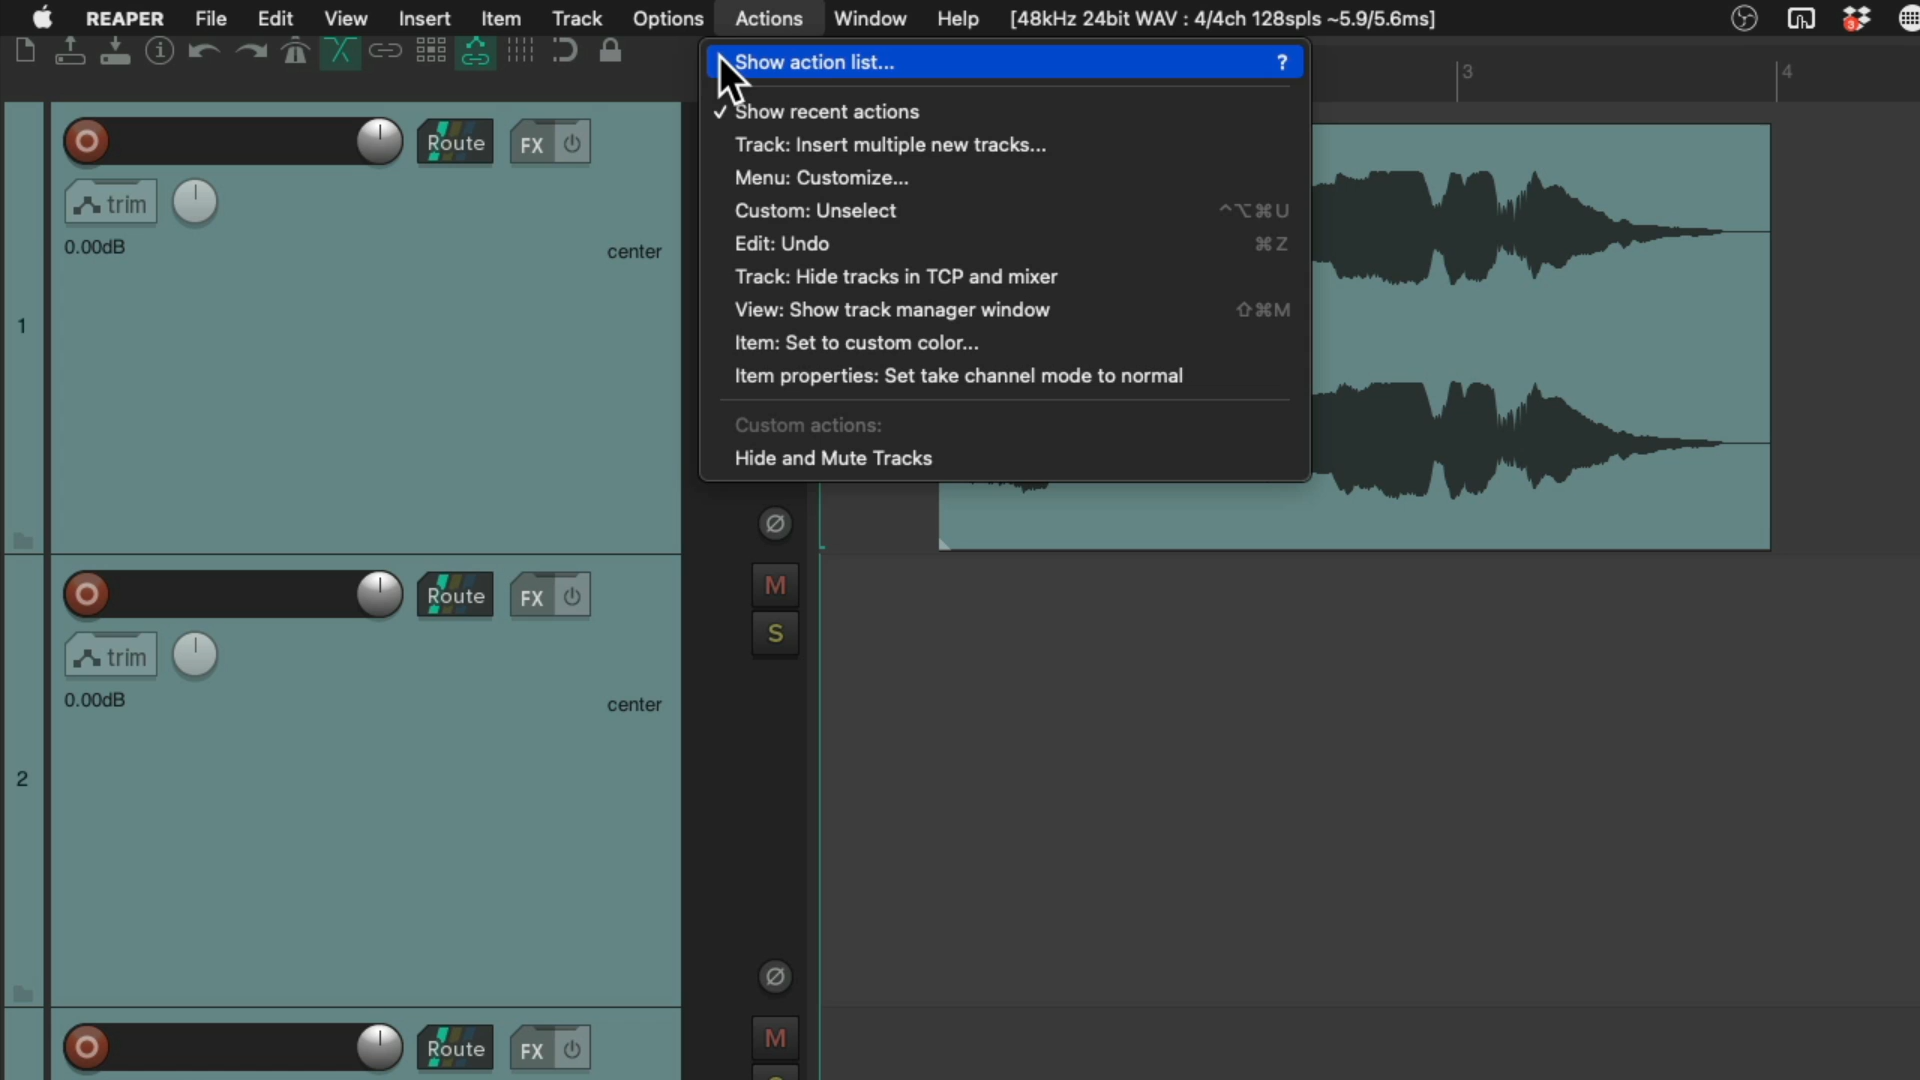 REAPER File Edit View Insert Item Track Options Actions Window Help [48kHz 24bit WAV : 4/4ch 128spls ~5.9/5.6ms]
3
Show action list... ?
3 4
✓ Show recent actions
Track: Insert multiple new tracks...
Menu: Customize...
Custom: Unselect ^⌥⌘U
Edit: Undo ⌘Z
Track: Hide tracks in TCP and mixer
View: Show track manager window ⇧⌘M
Item: Set to custom color...
Item properties: Set take channel mode to normal
Custom actions:
Hide and Mute Tracks
Route FX
trim
0.00dB center
1
M
S
Route FX
trim
0.00dB center
2
M
Route FX